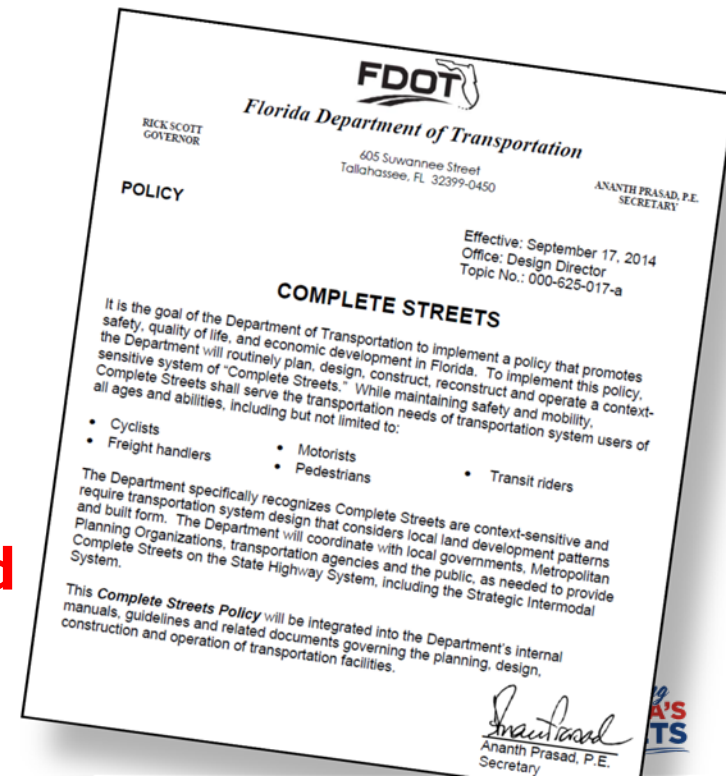 FDOT
Florida Department of Transportation
RICK SCOTT
GOVERNOR
605 Suwannee Street
Tallahassee, FL 32399-0450
ANANTH PRASAD, P.E.
SECRETARY
POLICY
Effective: September 17, 2014
Office: Design Director
Topic No.: 000-625-017-a
COMPLETE STREETS
It is the goal of the Department of Transportation to implement a policy that promotes
safety, quality of life, and economic development in Florida. To implement this policy,
the Department will routinely plan, design, construct, reconstruct and operate a context-
sensitive system of “Complete Streets.” While maintaining safety and mobility,
Complete Streets shall serve the transportation needs of transportation system users of
all ages and abilities, including but not limited to:
• Cyclists
• Freight handlers
• Motorists
• Pedestrians
• Transit riders
The Department specifically recognizes Complete Streets are context-sensitive and
require transportation system design that considers local land development patterns
and built form. The Department will coordinate with local governments, Metropolitan
Planning Organizations, transportation agencies and the public, as needed to provide
Complete Streets on the State Highway System, including the Strategic Intermodal
System.
This Complete Streets Policy will be integrated into the Department's internal
manuals, guidelines and related documents governing the planning, design,
construction and operation of transportation facilities.
Ananth Prasad, P.E.
Secretary
d
A'S
TS